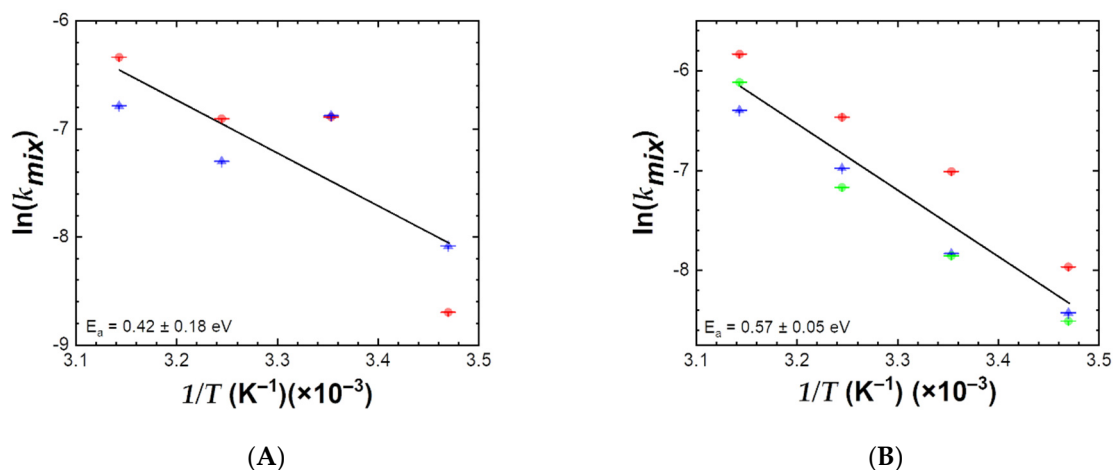 -6
-7
-8
-9
ln(k mix)
E_a = 0.42 ± 0.18 eV
3.1 3.2 3.3 3.4 3.5
1/T (K⁻¹)(×10⁻³)
(A)
-6
-7
-8
ln(k mix)
E_a = 0.57 ± 0.05 eV
3.1 3.2 3.3 3.4 3.5
1/T (K⁻¹) (×10⁻³)
(B)